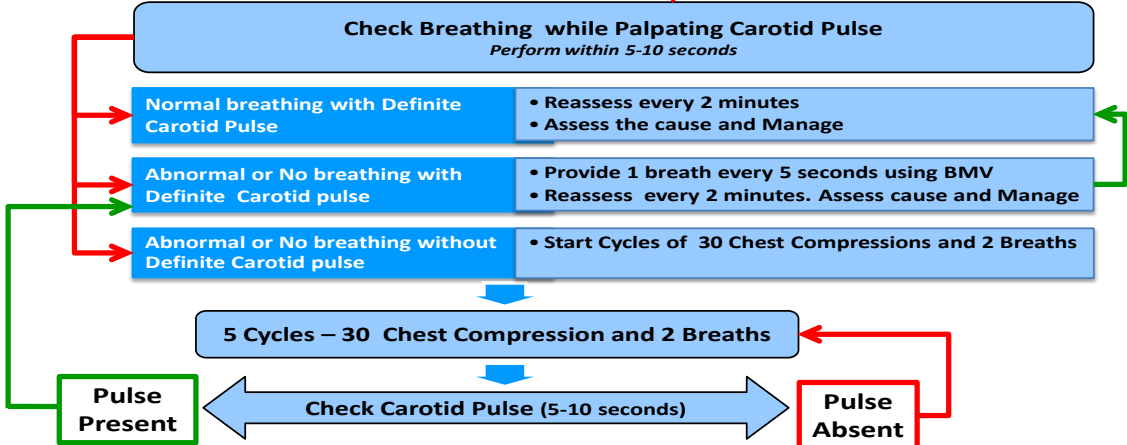 Check Breathing while Palpating Carotid Pulse
Perform within 5-10 seconds
Normal breathing with Definite
Carotid Pulse
• Reassess every 2 minutes
• Assess the cause and Manage
Abnormal or No breathing with
Definite Carotid pulse
• Provide 1 breath every 5 seconds using BMV
• Reassess every 2 minutes. Assess cause and Manage
Abnormal or No breathing without
Definite Carotid pulse
• Start Cycles of 30 Chest Compressions and 2 Breaths
5 Cycles – 30 Chest Compression and 2 Breaths
Pulse
Present
Check Carotid Pulse (5-10 seconds)
Pulse
Absent